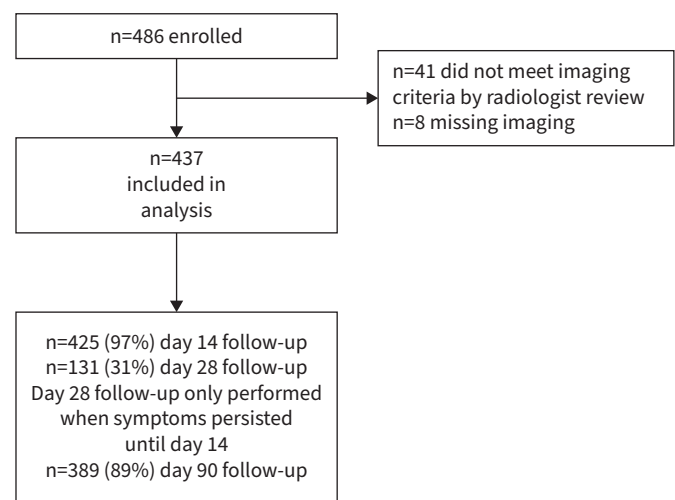 n=486 enrolled
n=41 did not meet imaging
criteria by radiologist review
n=8 missing imaging
n=437
included in
analysis
n=425 (97%) day 14 follow-up
n=131 (31%) day 28 follow-up
Day 28 follow-up only performed
when symptoms persisted
until day 14
n=389 (89%) day 90 follow-up